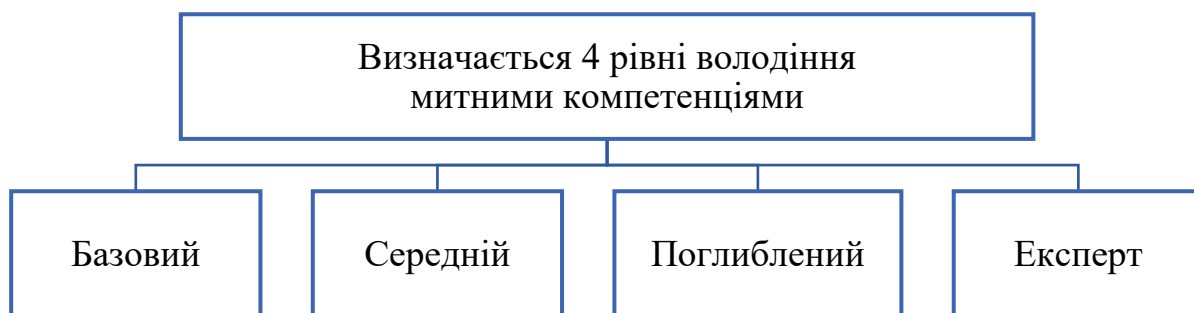 Визначається 4 рівні володіння
митними компетенціями
Базовий
Середній
Поглиблений
Експерт